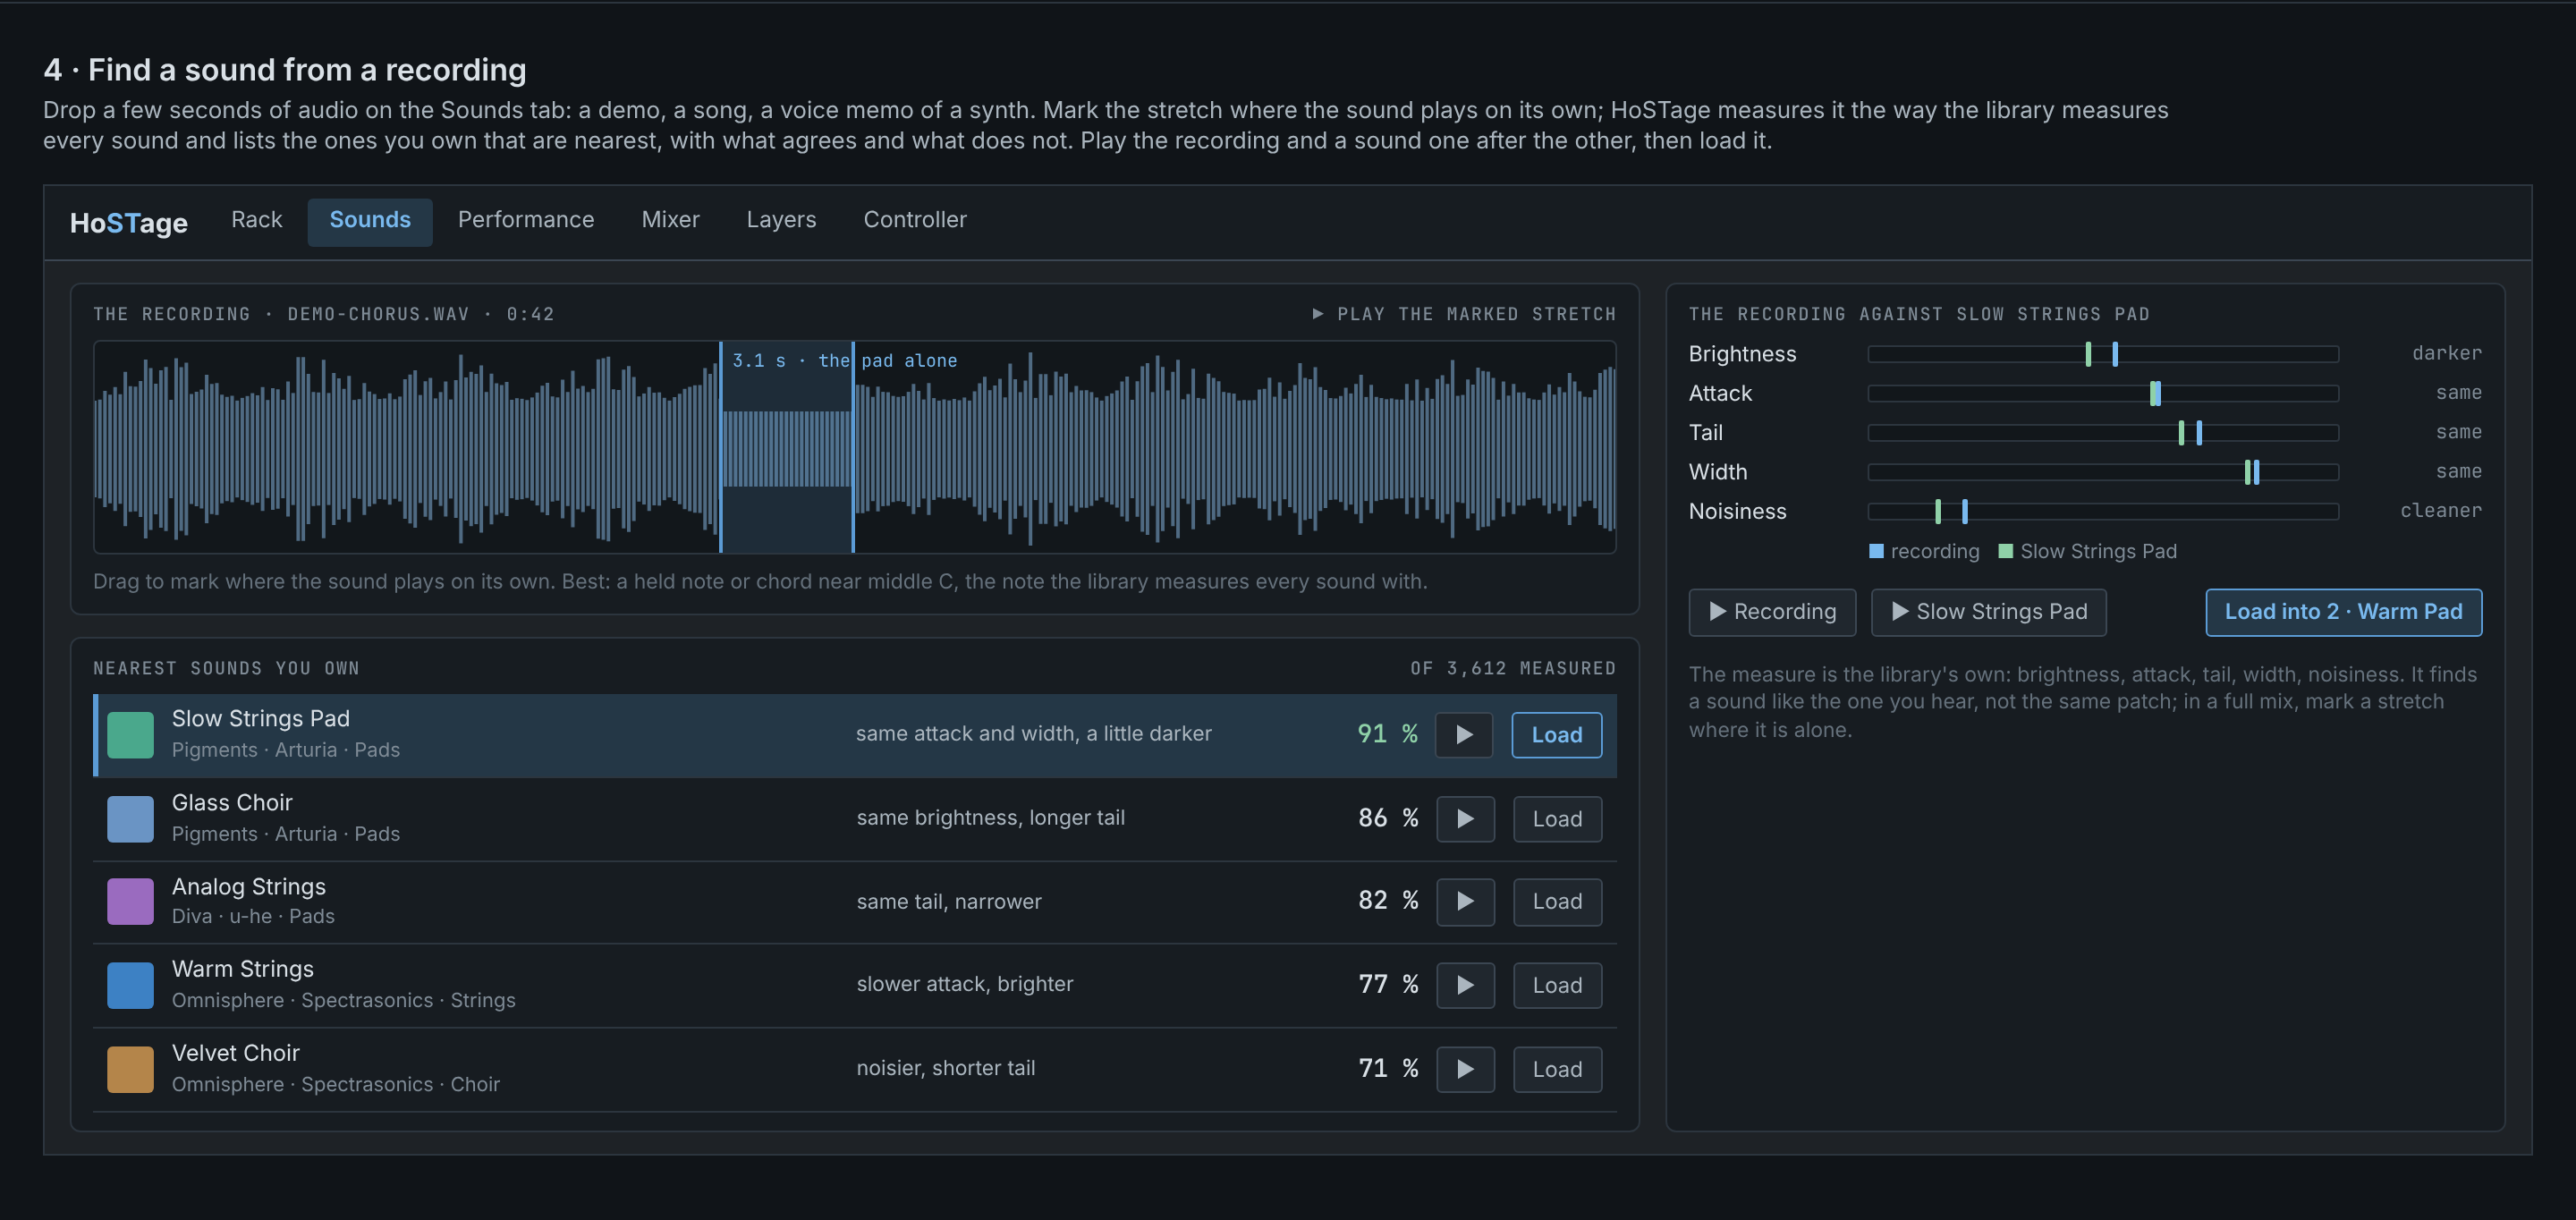 4 · Find a sound from a recording
Drop a few seconds of audio on the Sounds tab: a demo, a song, a voice memo of a synth. Mark the stretch where the sound plays on its own; HoSTage measures it the way the library measures
every sound and lists the ones you own that are nearest, with what agrees and what does not. Play the recording and a sound one after the other, then load it.
HoSTage Rack Sounds Performance Mixer Layers Controller
THE RECORDING · DEMO-CHORUS.WAV · 0:42
▶ PLAY THE MARKED STRETCH
3.1 s · the pad alone
Drag to mark where the sound plays on its own. Best: a held note or chord near middle C, the note the library measures every sound with.
NEAREST SOUNDS YOU OWN
OF 3,612 MEASURED
Slow Strings Pad
Pigments · Arturia · Pads
same attack and width, a little darker
91 % ▶ Load
Glass Choir
Pigments · Arturia · Pads
same brightness, longer tail
86 % ▶ Load
Analog Strings
Diva · u-he · Pads
same tail, narrower
82 % ▶ Load
Warm Strings
Omnisphere · Spectrasonics · Strings
slower attack, brighter
77 % ▶ Load
Velvet Choir
Omnisphere · Spectrasonics · Choir
noisier, shorter tail
71 % ▶ Load
THE RECORDING AGAINST SLOW STRINGS PAD
Brightness darker
Attack same
Tail same
Width same
Noisiness cleaner
recording Slow Strings Pad
▶ Recording ▶ Slow Strings Pad Load into 2 · Warm Pad
The measure is the library's own: brightness, attack, tail, width, noisiness. It finds
a sound like the one you hear, not the same patch; in a full mix, mark a stretch
where it is alone.